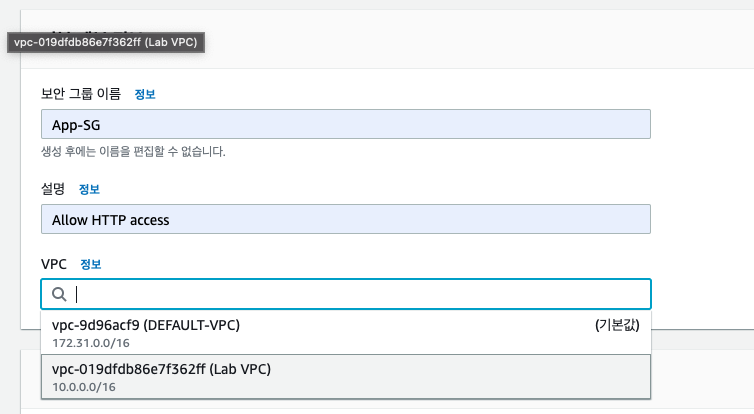 vpc-019dfdb86e7f362ff (Lab VPC)
보안 그룹 이름 정보
App-SG
생성 후에는 이름을 편집할 수 없습니다.
설명 정보
Allow HTTP access
VPC 정보
vpc-9d96acf9 (DEFAULT-VPC) (기본값)
172.31.0.0/16
vpc-019dfdb86e7f362ff (Lab VPC)
10.0.0.0/16